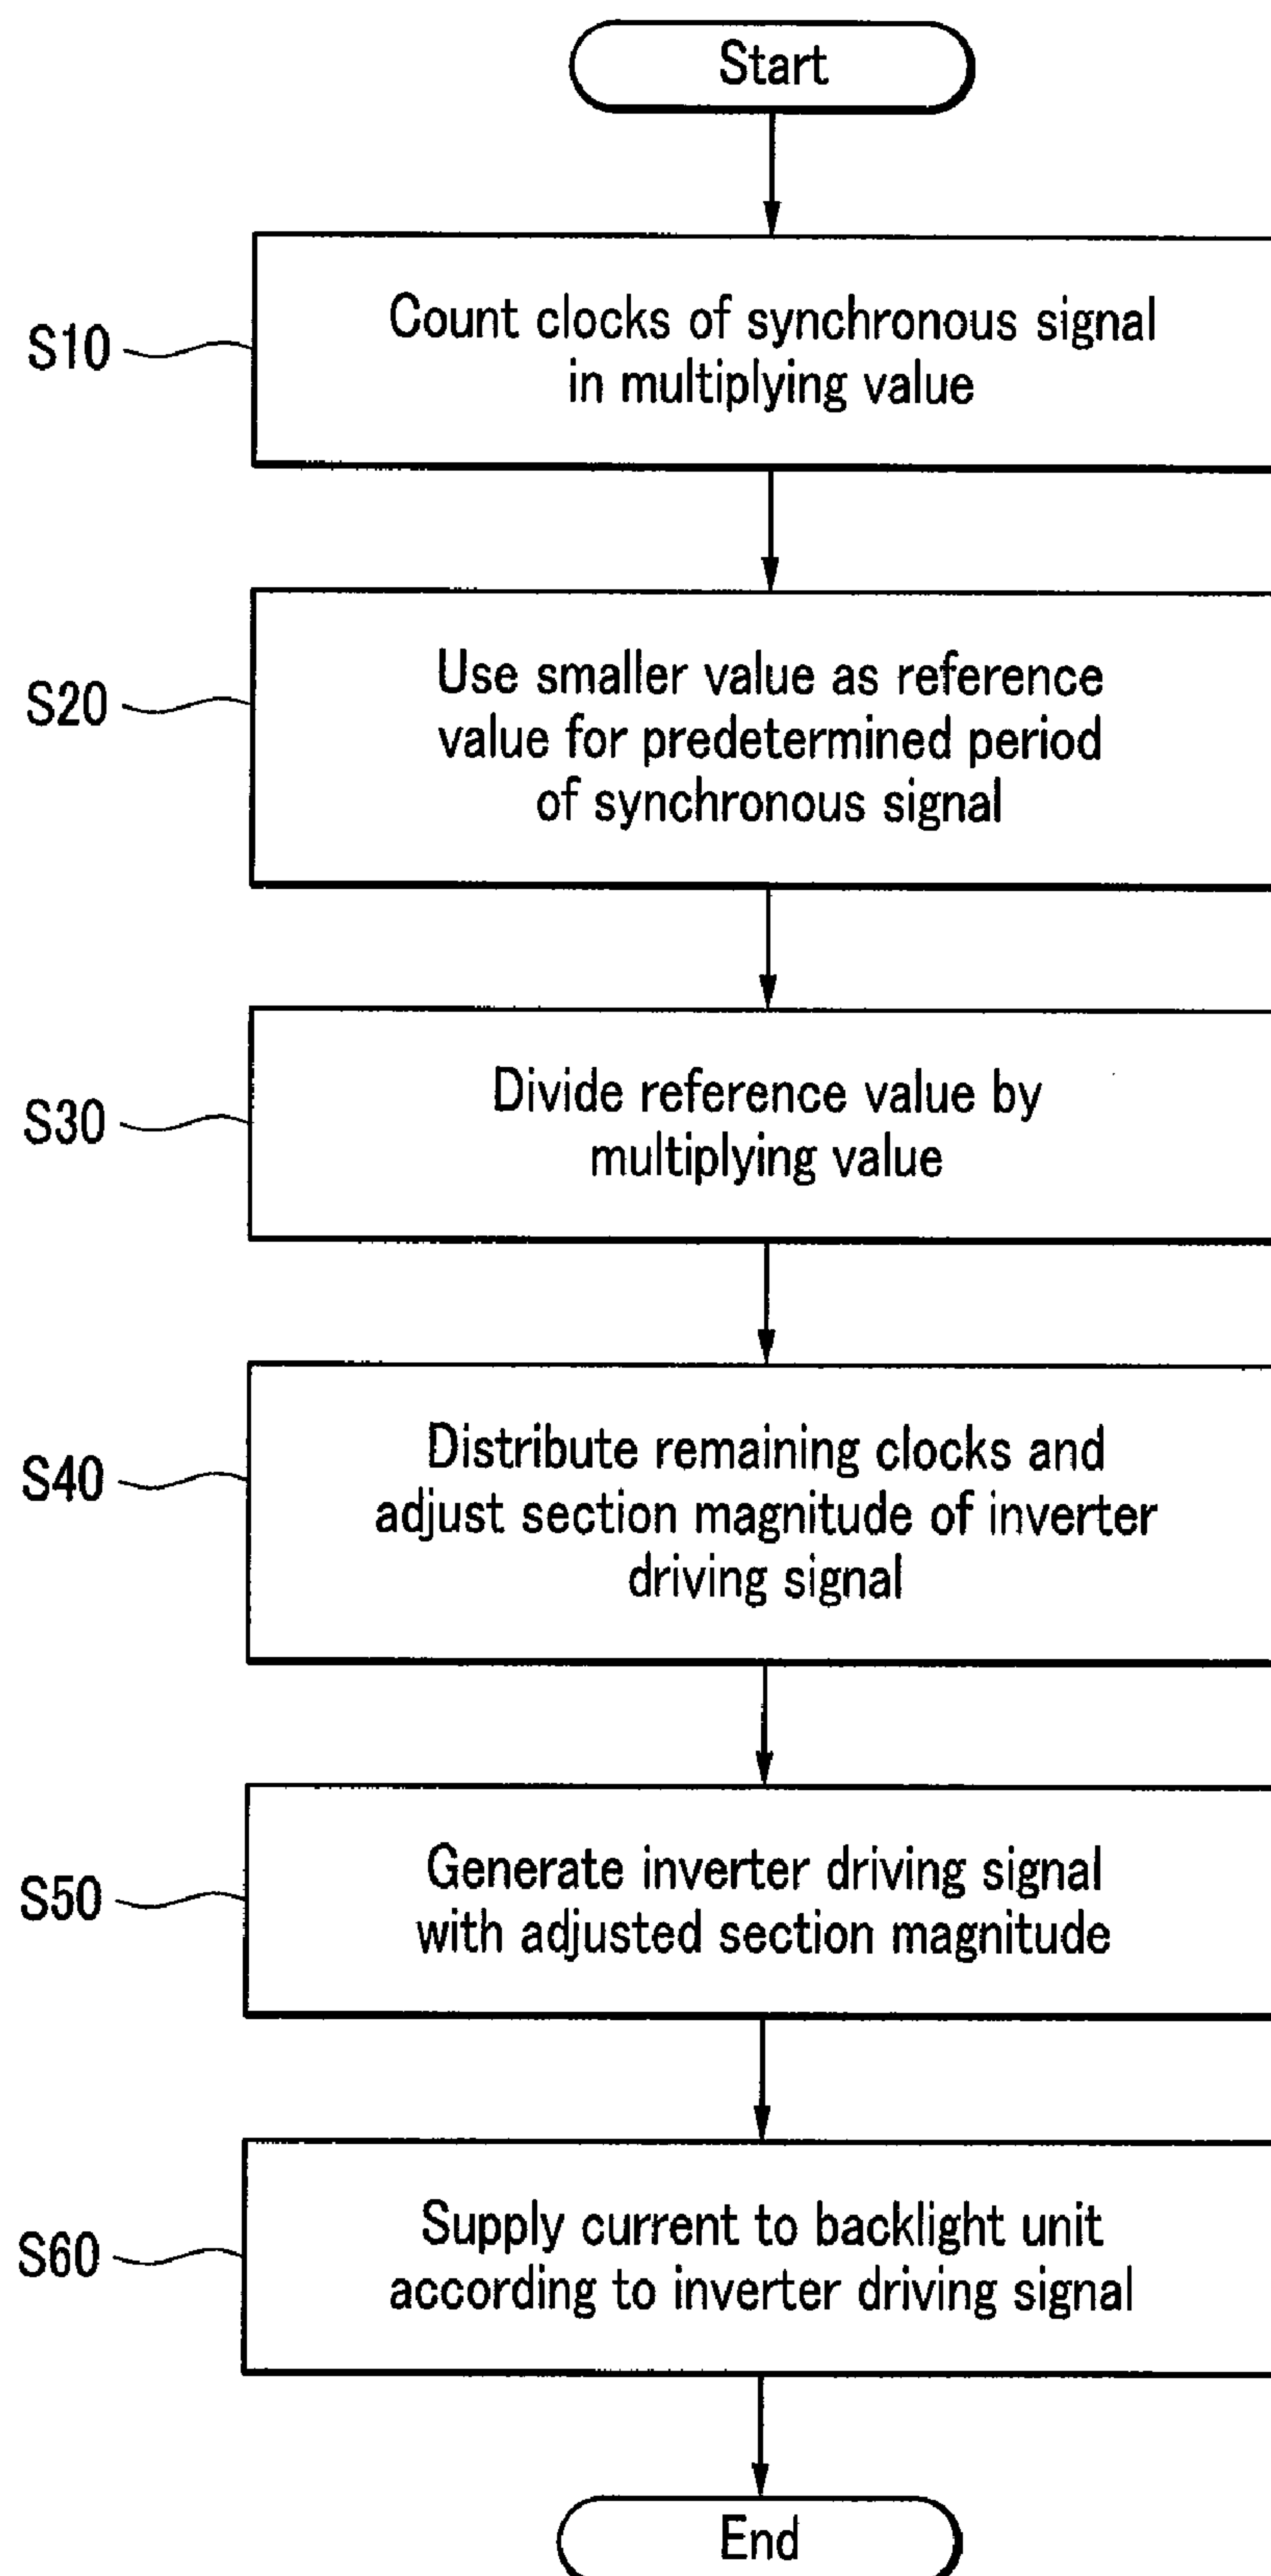 Start
S10
Count clocks of synchronous signal
in multiplying value
S20
Use smaller value as reference
value for predetermined period
of synchronous signal
S30
Divide reference value by
multiplying value
S40
Distribute remaining clocks and
adjust section magnitude of inverter
driving signal
S50
Generate inverter driving signal
with adjusted section magnitude
S60
Supply current to backlight unit
according to inverter driving signal
End